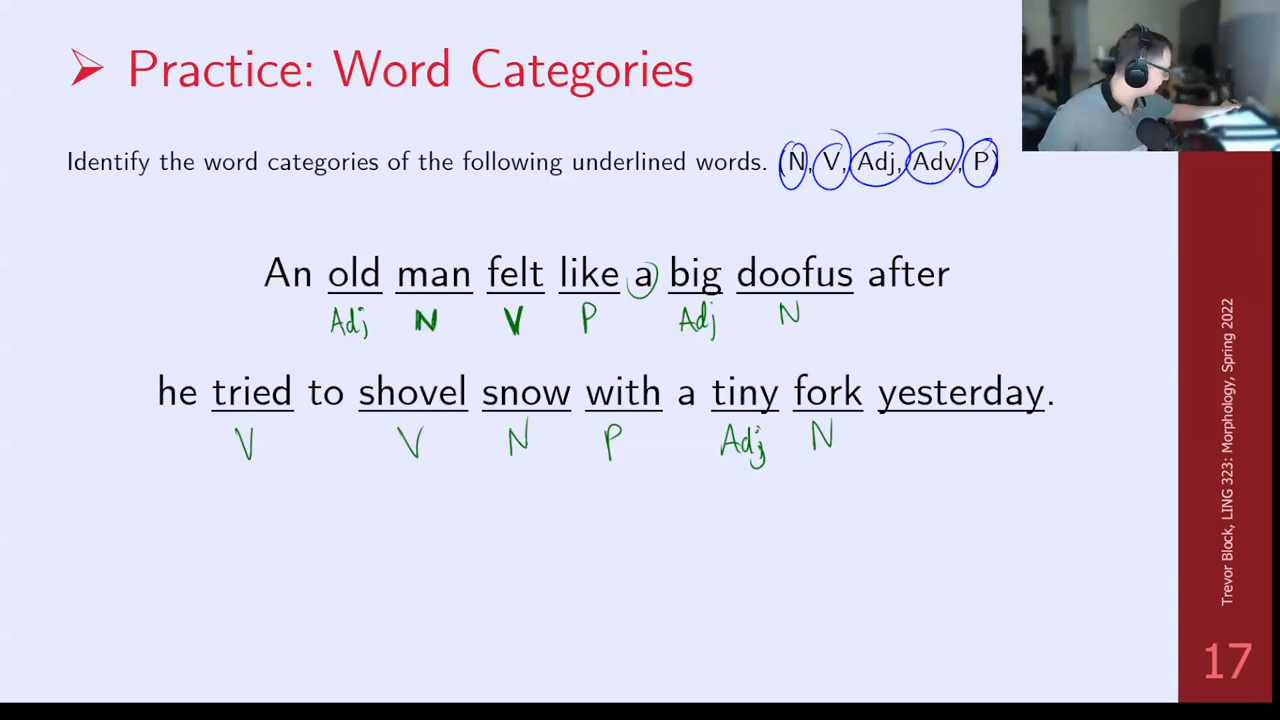 ➤ Practice: Word Categories
Identify the word categories of the following underlined words. (N, V, Adj, Adv, P)
An old man felt like a big doofus after
Adj N V P Adj N
he tried to shovel snow with a tiny fork yesterday.
V V N P Adj N
Trevor Block, LING 323: Morphology, Spring 2022
17